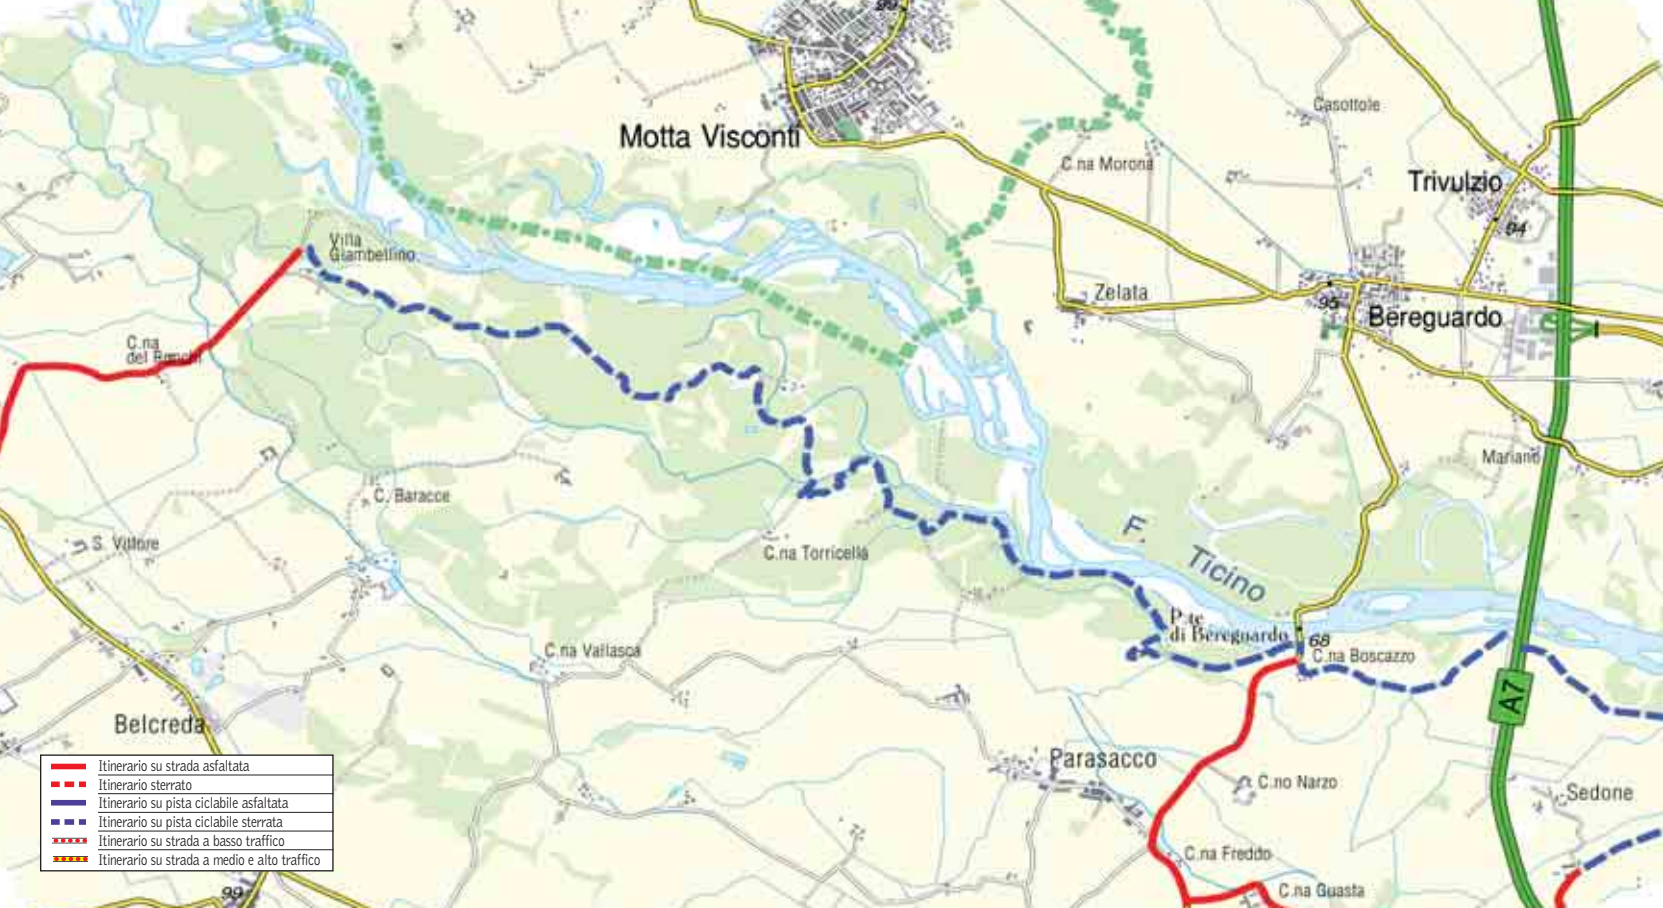 99
Motta Visconti
Casottole
C.na Morona
Trivulzio
94
Villa
Giambellino
Zelata
95
Bereguardo
C.na
del Ronchi
Mariano
C. Baracce
S. Vittore
C.na Torricella
F. Ticino
P.te
di Bereguardo
68
C.na Boscazzo
C.na Vallasca
A7
Belcreda
Parasacco
C.no Narzo
Sedone
Itinerario su strada asfaltata
Itinerario sterrato
Itinerario su pista ciclabile asfaltata
Itinerario su pista ciclabile sterrata
Itinerario su strada a basso traffico
Itinerario su strada a medio e alto traffico
C.na Freddo
C.na Guasta
99